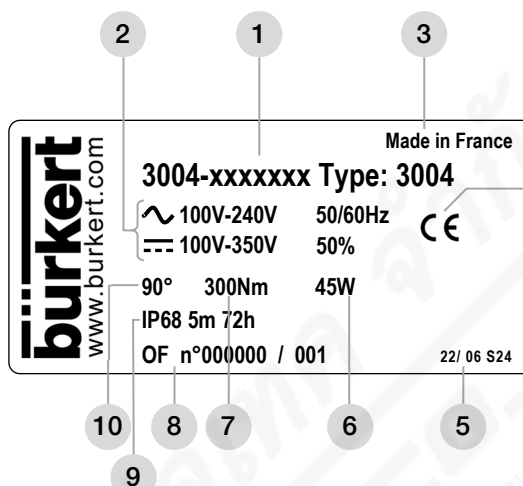 2
1
3
burkert
www.burkert.com
Made in France
3004-xxxxxxx Type: 3004
100V-240V 50/60Hz
100V-350V 50%
CE
90° 300Nm 45W
IP68 5m 72h
OF n°000000 / 001
22/ 06 S24
10
9
8
7
6
5